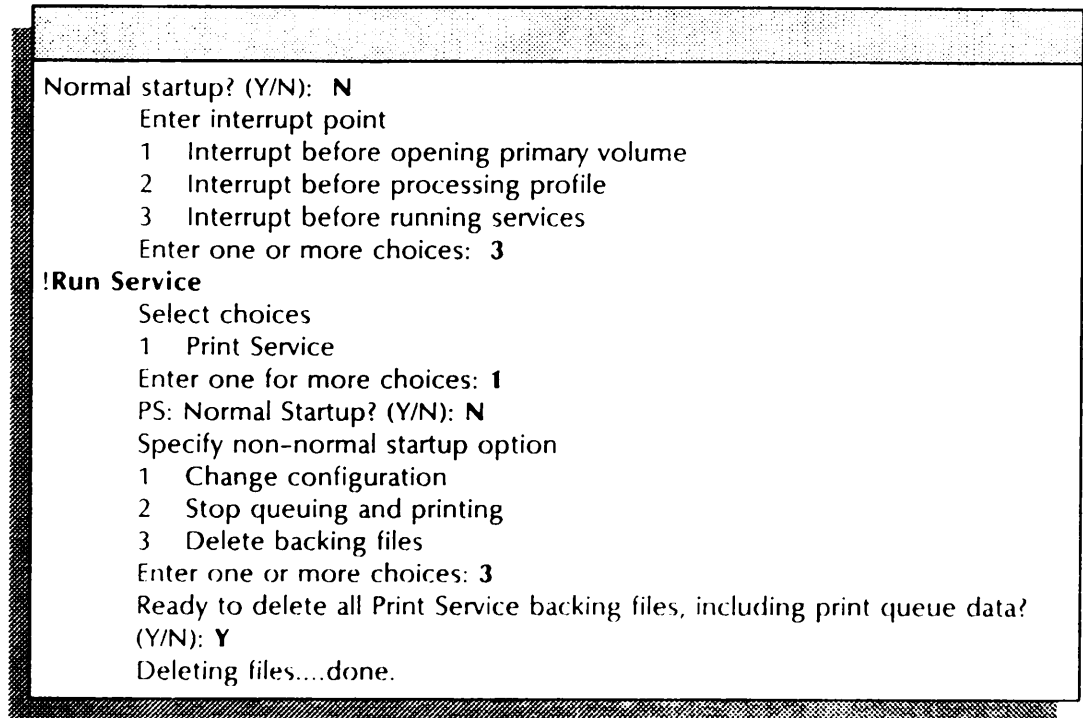 Normal startup? (Y/N): N
Enter interrupt point
1 Interrupt before opening primary volume
2 Interrupt before processing profile
3 Interrupt before running services
Enter one or more choices: 3
!Run Service
Select choices
1 Print Service
Enter one for more choices: 1
PS: Normal Startup? (Y/N): N
Specify non-normal startup option
1 Change configuration
2 Stop queuing and printing
3 Delete backing files
Enter one or more choices: 3
Ready to delete all Print Service backing files, including print queue data?
(Y/N): Y
Deleting files....done.